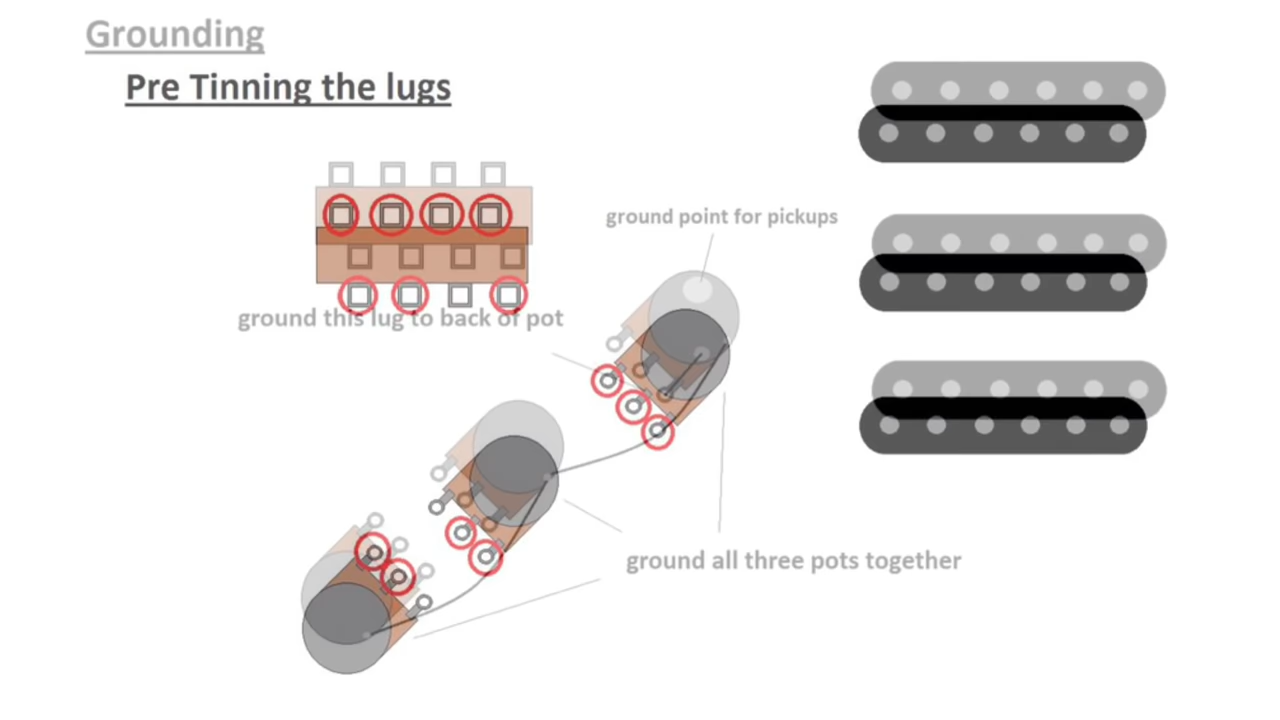 Grounding
Pre Tinning the lugs
ground point for pickups
ground this lug to back of pot
ground all three pots together